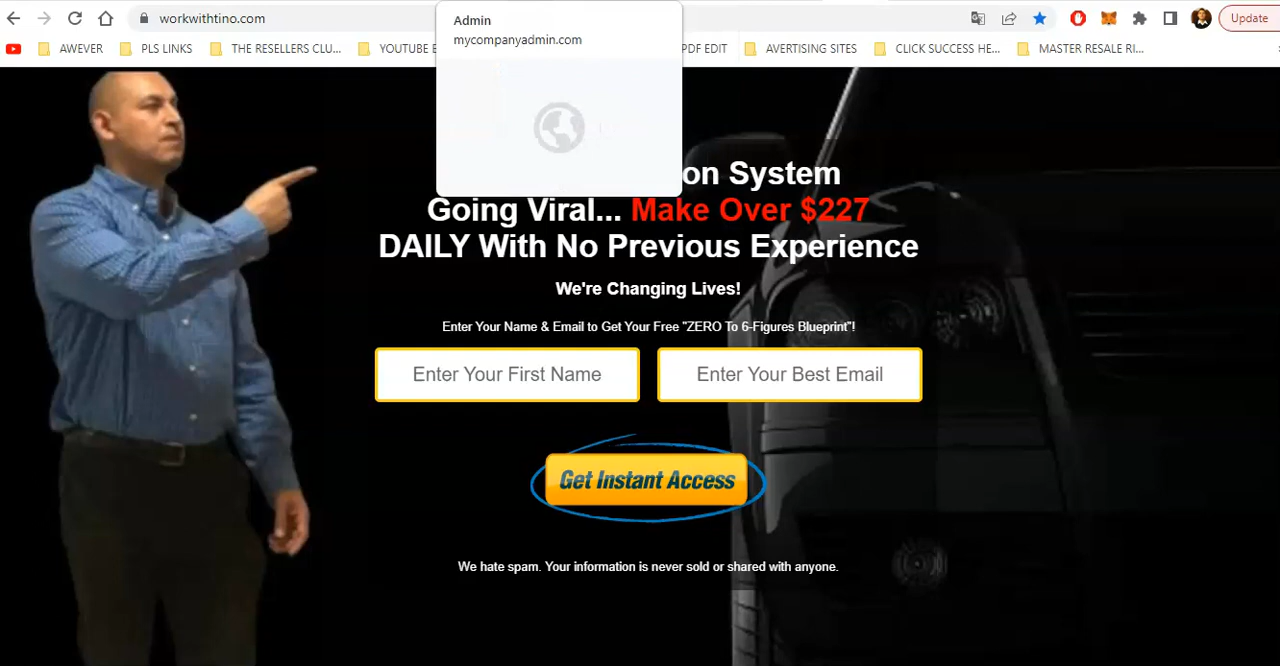 workwithtino.com
Update
Admin
mycompanyadmin.com
AWEVER
PLS LINKS
THE RESELLERS CLU...
YOUTUBE E
PDF EDIT
AVERTISING SITES
CLICK SUCCESS HE...
MASTER RESALE RI...
on System
Going Viral... Make Over $227
DAILY With No Previous Experience
We're Changing Lives!
Enter Your Name & Email to Get Your Free "ZERO To 6-Figures Blueprint"!
Enter Your First Name
Enter Your Best Email
Get Instant Access
We hate spam. Your information is never sold or shared with anyone.